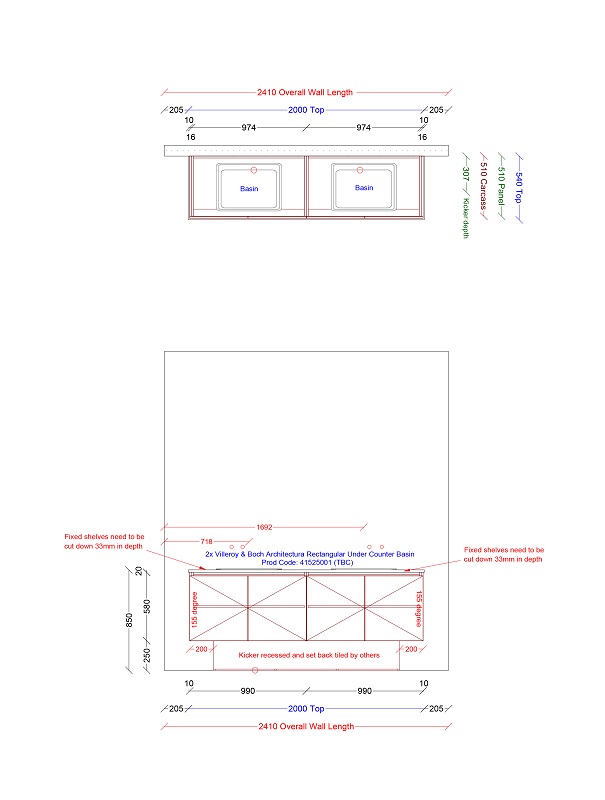 2410 Overall Wall Length
205 2000 Top 205
10 974 974 10
16 16
Basin Basin
307 Kicker depth
510 Carcass
510 Panel
540 Top
1692
718
Fixed shelves need to be
cut down 33mm in depth
2x Villeroy & Boch Architectura Rectangular Under Counter Basin
Prod Code: 41525001 (TBC)
Fixed shelves need to be
cut down 33mm in depth
20
580
850
250
155 degree
155 degree
200 Kicker recessed and set back tiled by others 200
10 990 990 10
205 2000 Top 205
2410 Overall Wall Length